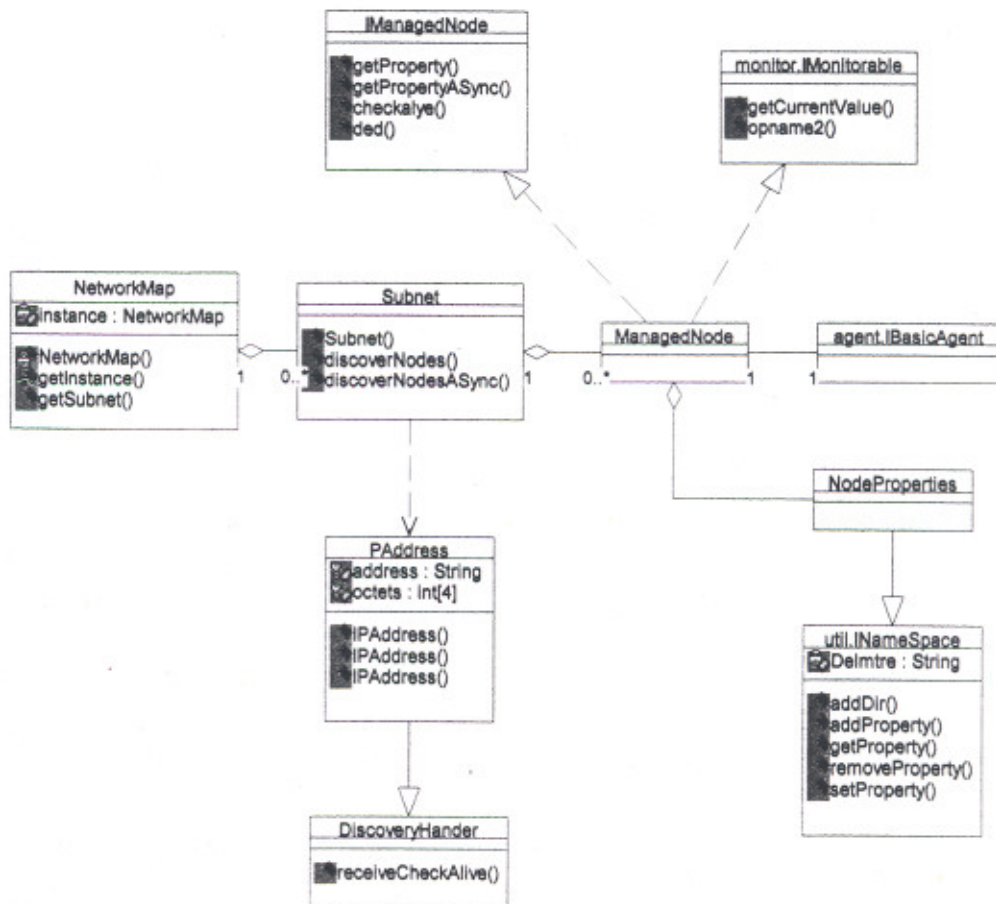 IManagedNode
getProperty()
getPropertyASync()
checkalye()
ded()
monitor.IMonitorable
getCurrentValue()
opname2()
NetworkMap
instance : NetworkMap
NetworkMap()
getInstance()
getSubnet()
1
0..*
Subnet
Subnet()
discoverNodes()
discoverNodesASync()
1
0..*
ManagedNode
1
1
agent.IBasicAgent
NodeProperties
PAddress
address : String
octets : int[4]
IPAddress()
IPAddress()
IPAddress()
util.INameSpace
Delmtre : String
addDir()
addProperty()
getProperty()
removeProperty()
setProperty()
DiscoveryHander
receiveCheckAlive()